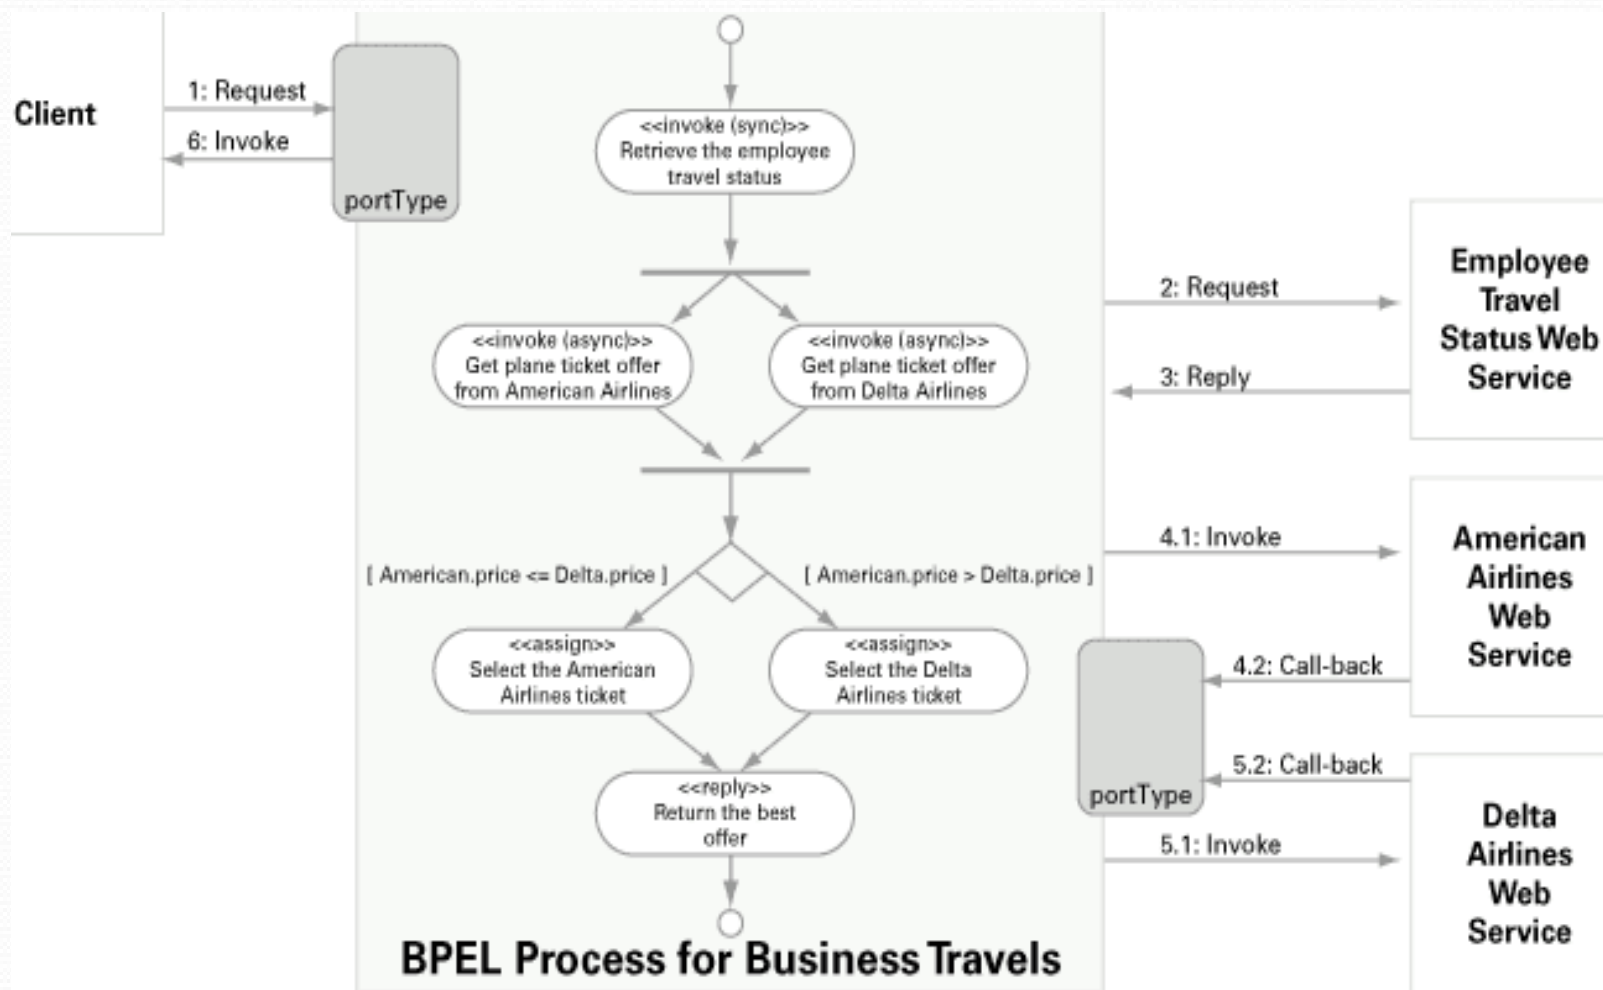 Client
1: Request
6: Invoke
portType
<<invoke (sync)>>
Retrieve the employee
travel status
<<invoke (async)>>
Get plane ticket offer
from American Airlines
<<invoke (async)>>
Get plane ticket offer
from Delta Airlines
[ American.price <= Delta.price ]
[ American.price > Delta.price ]
<<assign>>
Select the American
Airlines ticket
<<assign>>
Select the Delta
Airlines ticket
<<reply>>
Return the best
offer
BPEL Process for Business Travels
2: Request
3: Reply
Employee
Travel
Status Web
Service
4.1: Invoke
4.2: Call-back
American
Airlines
Web
Service
portType
5.2: Call-back
5.1: Invoke
Delta
Airlines
Web
Service